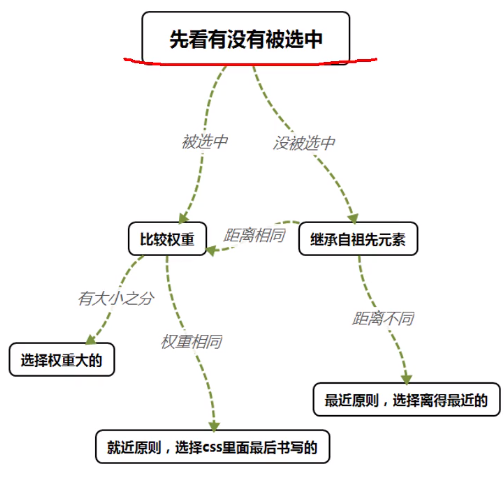 先看有没有被选中
被选中
没被选中
比较权重
距离相同
继承自祖先元素
有大小之分
权重相同
距离不同
选择权重大的
最近原则，选择离得最近的
就近原则，选择css里面最后书写的